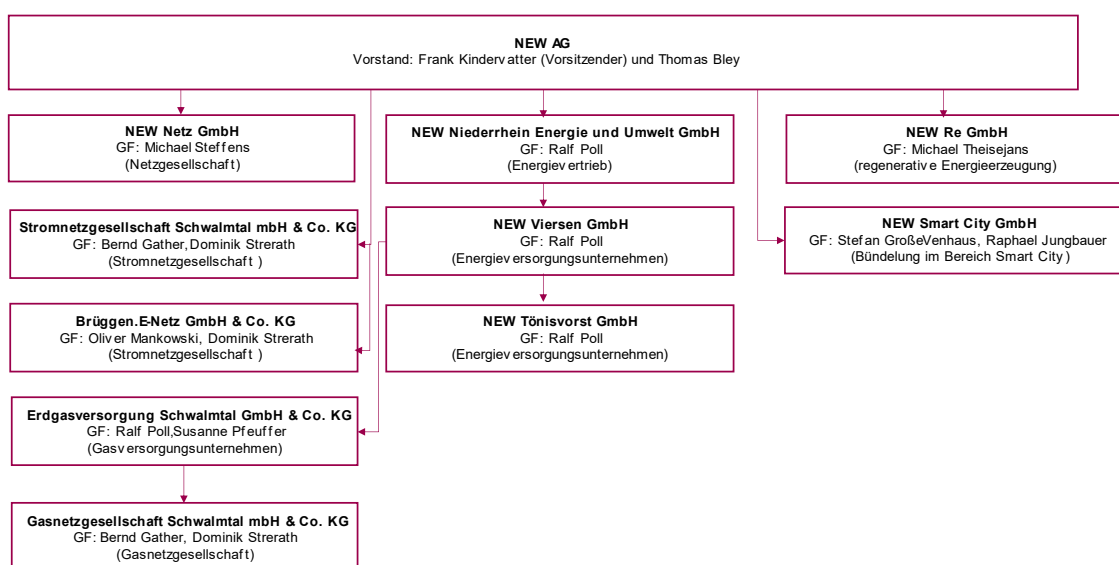 NEW AG
Vorstand: Frank Kindervatter (Vorsitzender) und Thomas Bley
NEW Netz GmbH
GF: Michael Steffens
(Netzgesellschaft)
NEW Niederrhein Energie und Umwelt GmbH
GF: Ralf Poll
(Energievertrieb)
NEW Re GmbH
GF: Michael Theisejans
(regenerative Energieerzeugung)
Stromnetzgesellschaft Schwalmtal mbH & Co. KG
GF: Bernd Gather, Dominik Strerath
(Stromnetzgesellschaft )
NEW Viersen GmbH
GF: Ralf Poll
(Energieversorgungsunternehmen)
NEW Smart City GmbH
GF: Stefan GroßeVenhaus, Raphael Jungbauer
(Bündelung im Bereich Smart City )
Brüggen.E-Netz GmbH & Co. KG
GF: Oliver Mankowski, Dominik Strerath
(Stromnetzgesellschaft )
NEW Tönisvorst GmbH
GF: Ralf Poll
(Energieversorgungsunternehmen)
Erdgasversorgung Schwalmtal GmbH & Co. KG
GF: Ralf Poll,Susanne Pfeuffer
(Gasversorgungsunternehmen)
Gasnetzgesellschaft Schwalmtal mbH & Co. KG
GF: Bernd Gather, Dominik Strerath
(Gasnetzgesellschaft)